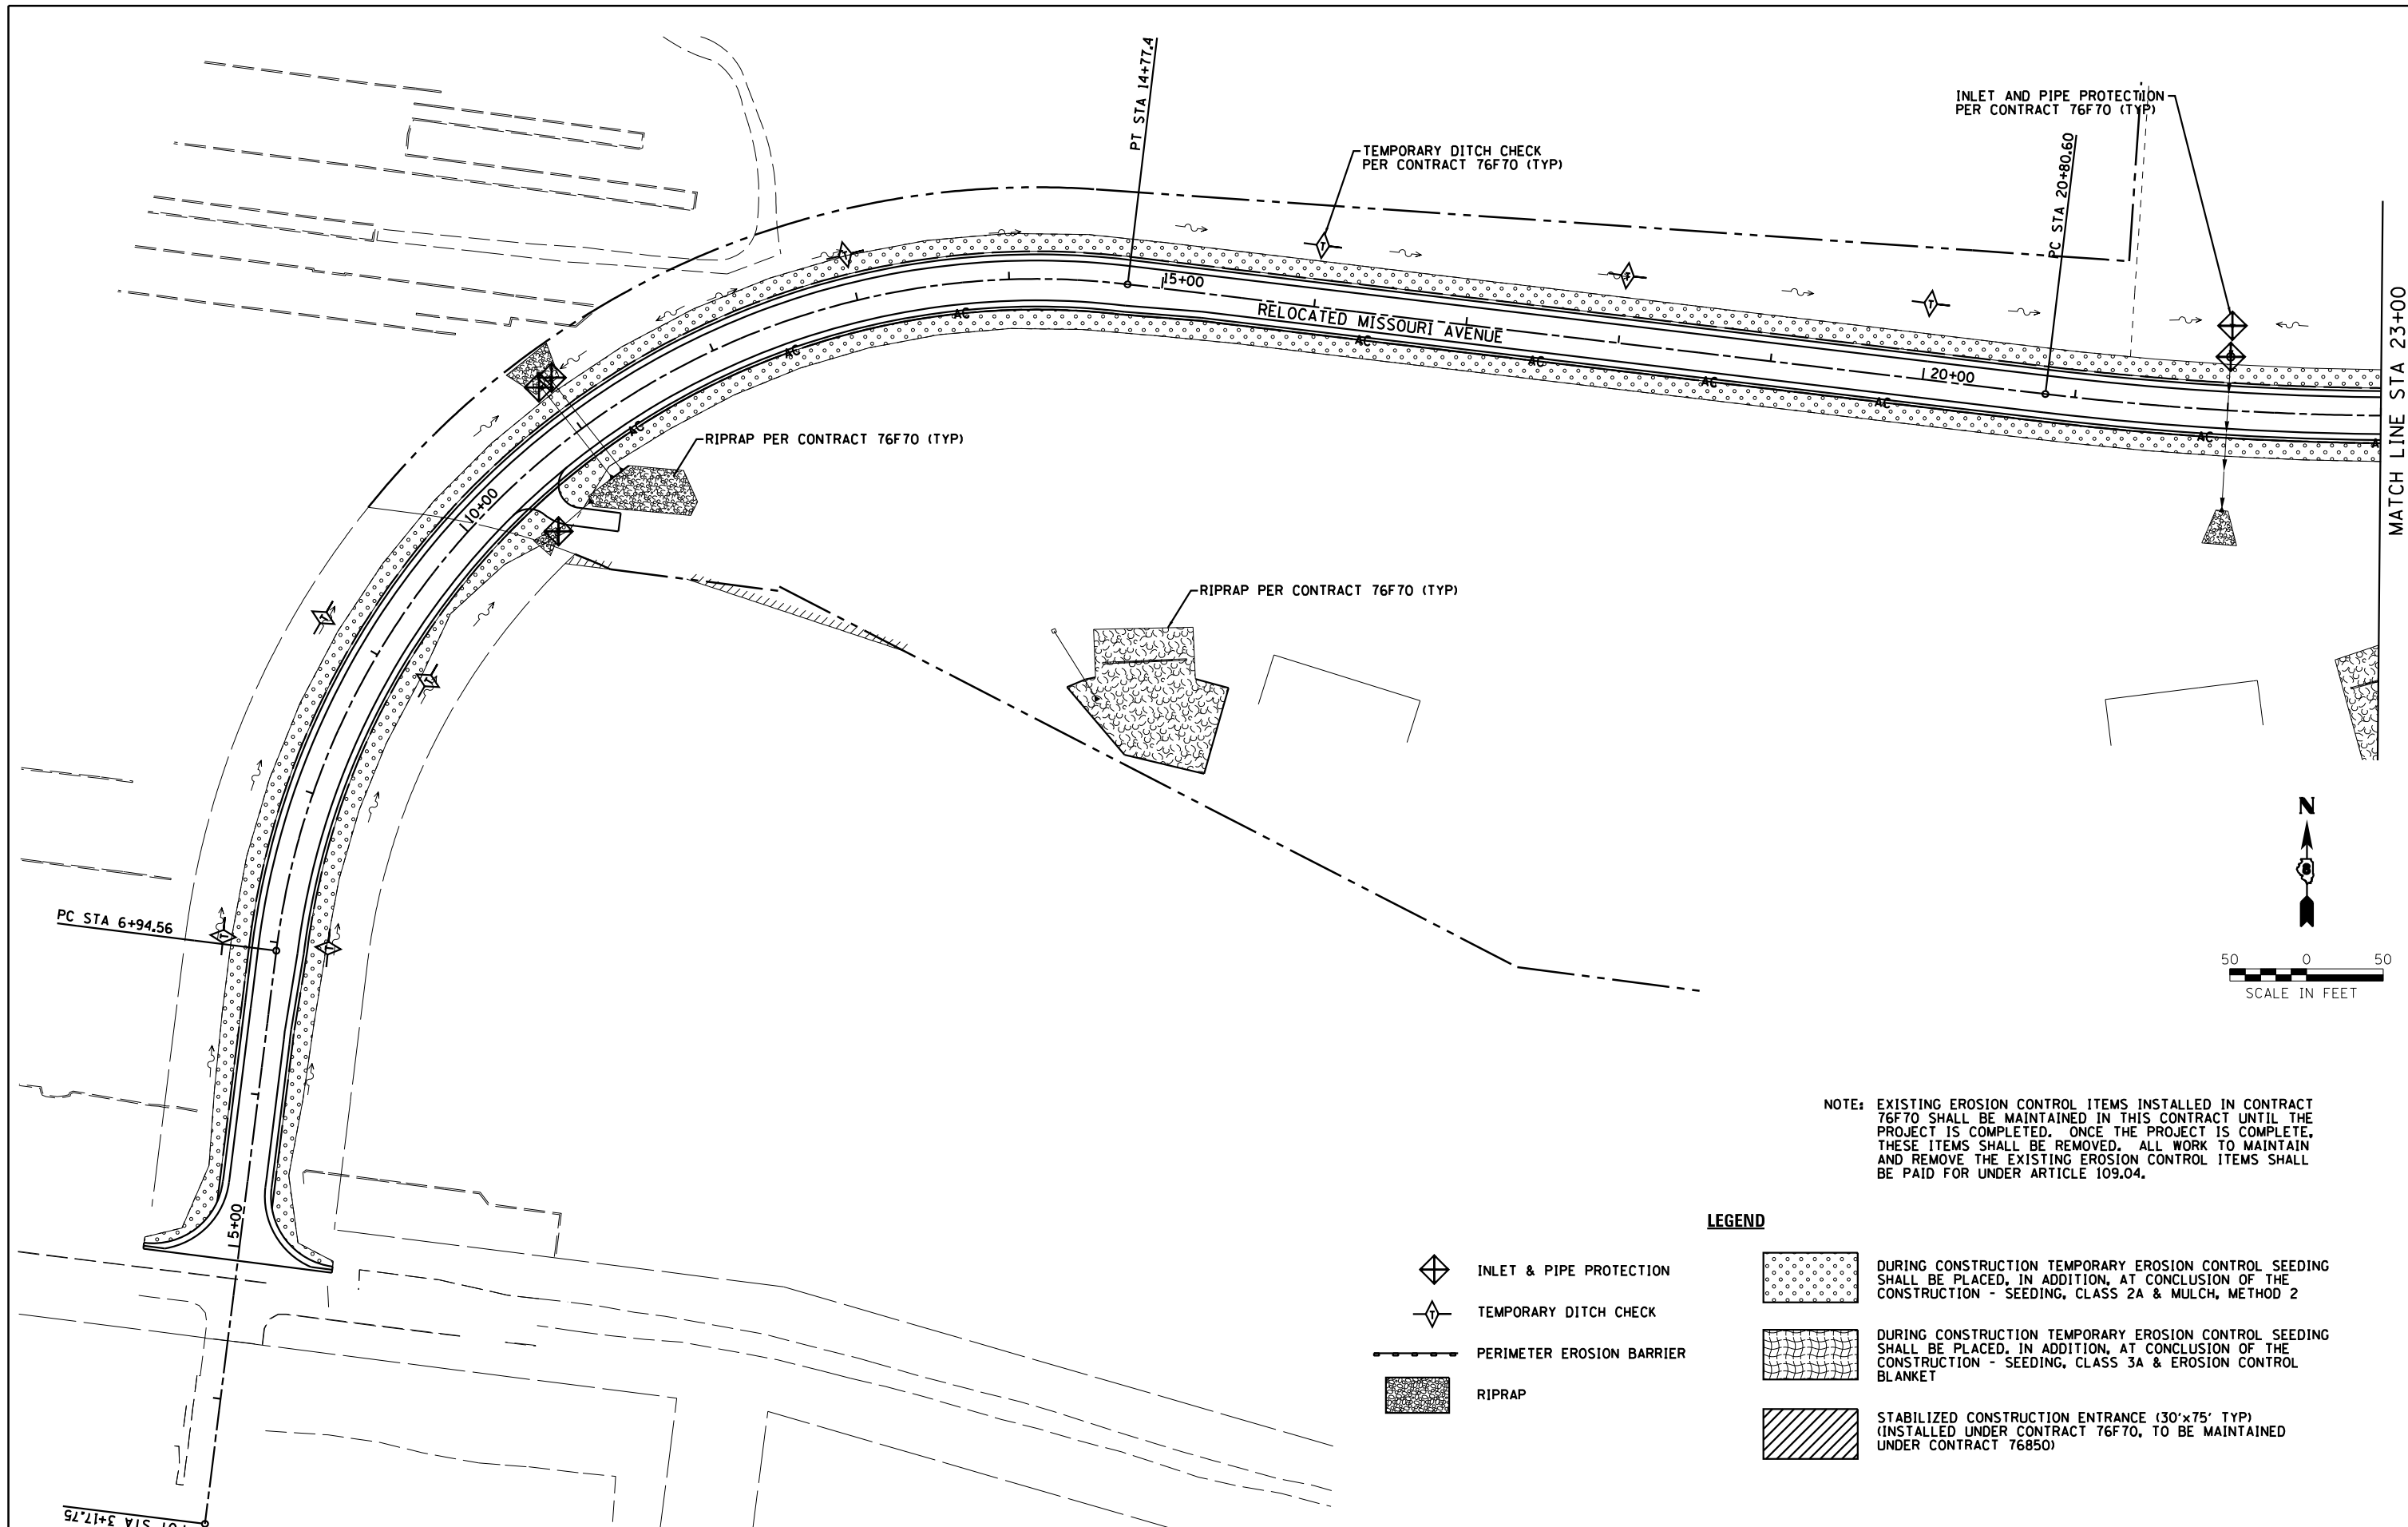 PT STA 14+77.4
INLET AND PIPE PROTECTION
PER CONTRACT 76F70 (TYP)
TEMPORARY DITCH CHECK
PER CONTRACT 76F70 (TYP)
PC STA 20+80.60
T
T
T
T
15+00
RELOCATED MISSOURI AVENUE
20+00
AC
AC
AC
AC
AC
AC
AC
AC
MATCH LINE STA 23+00
RIPRAP PER CONTRACT 76F70 (TYP)
10+00
RIPRAP PER CONTRACT 76F70 (TYP)
T
T
N
8
PC STA 6+94.56
T
T
50 0 50
SCALE IN FEET
NOTE: EXISTING EROSION CONTROL ITEMS INSTALLED IN CONTRACT
76F70 SHALL BE MAINTAINED IN THIS CONTRACT UNTIL THE
PROJECT IS COMPLETED. ONCE THE PROJECT IS COMPLETE,
THESE ITEMS SHALL BE REMOVED. ALL WORK TO MAINTAIN
AND REMOVE THE EXISTING EROSION CONTROL ITEMS SHALL
BE PAID FOR UNDER ARTICLE 109.04.
5+00
LEGEND
INLET & PIPE PROTECTION
T TEMPORARY DITCH CHECK
PERIMETER EROSION BARRIER
RIPRAP
DURING CONSTRUCTION TEMPORARY EROSION CONTROL SEEDING
SHALL BE PLACED, IN ADDITION, AT CONCLUSION OF THE
CONSTRUCTION - SEEDING, CLASS 2A & MULCH, METHOD 2
DURING CONSTRUCTION TEMPORARY EROSION CONTROL SEEDING
SHALL BE PLACED. IN ADDITION, AT CONCLUSION OF THE
CONSTRUCTION - SEEDING, CLASS 3A & EROSION CONTROL
BLANKET
STABILIZED CONSTRUCTION ENTRANCE (30'x75' TYP)
(INSTALLED UNDER CONTRACT 76F70, TO BE MAINTAINED
UNDER CONTRACT 76850)
STA 3+17.75